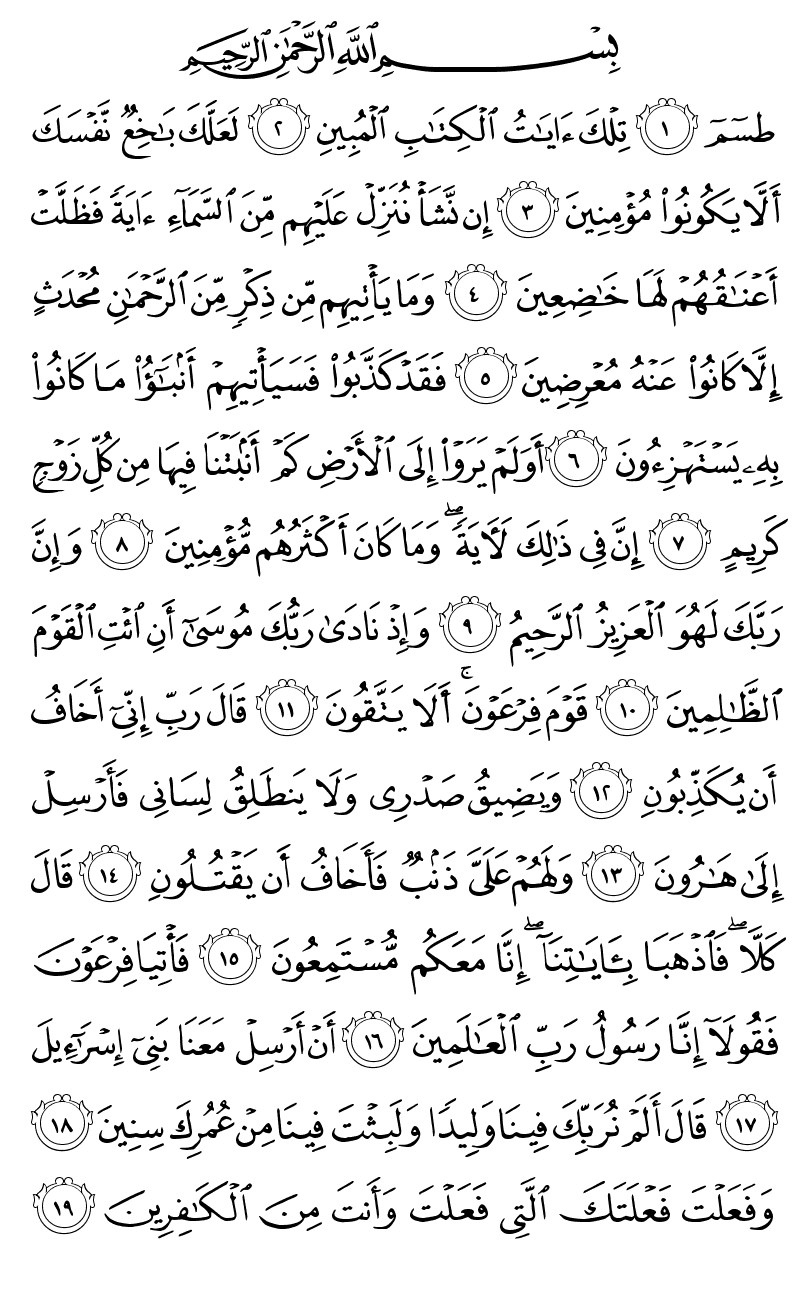 بِسْمِ ٱللَّهِ ٱلرَّحْمَٰنِ ٱلرَّحِيمِ
طسٓمٓ ١ تِلْكَ ءَايَٰتُ ٱلْكِتَٰبِ ٱلْمُبِينِ ٢ لَعَلَّكَ بَٰخِعٌ نَّفْسَكَ
أَلَّا يَكُونُوا۟ مُؤْمِنِينَ ٣ إِن نَّشَأْ نُنَزِّلْ عَلَيْهِم مِّنَ ٱلسَّمَآءِ ءَايَةً فَظَلَّتْ
أَعْنَٰقُهُمْ لَهَا خَٰضِعِينَ ٤ وَمَا يَأْتِيهِم مِّن ذِكْرٍ مِّنَ ٱلرَّحْمَٰنِ مُحْدَثٍ
إِلَّا كَانُوا۟ عَنْهُ مُعْرِضِينَ ٥ فَقَدْ كَذَّبُوا۟ فَسَيَأْتِيهِمْ أَنۢبَٰٓؤُا۟ مَا كَانُوا۟
بِهِۦ يَسْتَهْزِءُونَ ٦ أَوَلَمْ يَرَوْا۟ إِلَى ٱلْأَرْضِ كَمْ أَنۢبَتْنَا فِيهَا مِن كُلِّ زَوْجٍ
كَرِيمٍ ٧ إِنَّ فِى ذَٰلِكَ لَءَايَةً ۖ وَمَا كَانَ أَكْثَرُهُم مُّؤْمِنِينَ ٨ وَإِنَّ
رَبَّكَ لَهُوَ ٱلْعَزِيزُ ٱلرَّحِيمُ ٩ وَإِذْ نَادَىٰ رَبُّكَ مُوسَىٰٓ أَنِ ٱئْتِ ٱلْقَوْمَ
ٱلظَّٰلِمِينَ ١٠ قَوْمَ فِرْعَوْنَ ۚ أَلَا يَتَّقُونَ ١١ قَالَ رَبِّ إِنِّىٓ أَخَافُ
أَن يُكَذِّبُونِ ١٢ وَيَضِيقُ صَدْرِى وَلَا يَنطَلِقُ لِسَانِى فَأَرْسِلْ
إِلَىٰ هَٰرُونَ ١٣ وَلَهُمْ عَلَىَّ ذَنۢبٌ فَأَخَافُ أَن يَقْتُلُونِ ١٤ قَالَ
كَلَّا ۖ فَٱذْهَبَا بِـَٔايَٰتِنَآ ۖ إِنَّا مَعَكُم مُّسْتَمِعُونَ ١٥ فَأْتِيَا فِرْعَوْنَ
فَقُولَآ إِنَّا رَسُولُ رَبِّ ٱلْعَٰلَمِينَ ١٦ أَنْ أَرْسِلْ مَعَنَا بَنِىٓ إِسْرَٰٓءِيلَ
١٧ قَالَ أَلَمْ نُرَبِّكَ فِينَا وَلِيدًا وَلَبِثْتَ فِينَا مِنْ عُمُرِكَ سِنِينَ ١٨
وَفَعَلْتَ فَعْلَتَكَ ٱلَّتِى فَعَلْتَ وَأَنتَ مِنَ ٱلْكَٰفِرِينَ ١٩